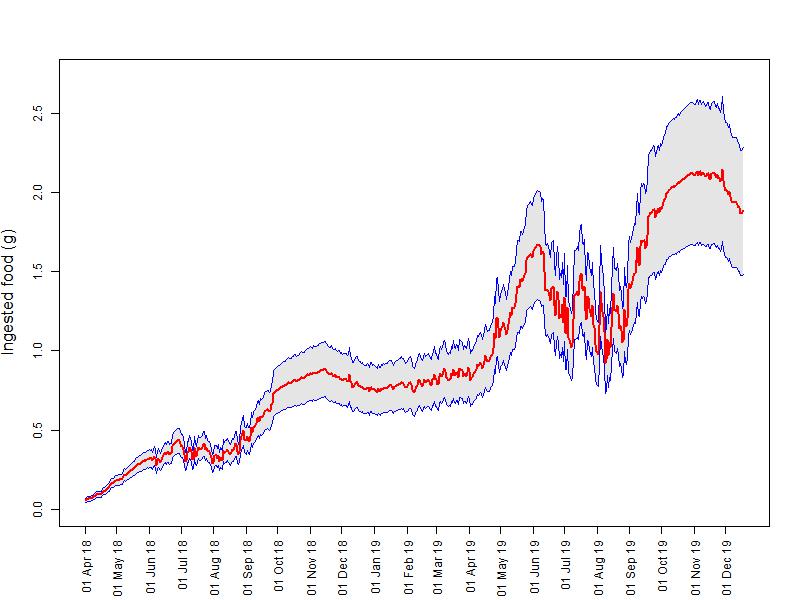 Ingested food (g)
2.5
2.0
1.5
1.0
0.5
0.0
01 Apr 18
01 May 18
01 Jun 18
01 Jul 18
01 Aug 18
01 Sep 18
01 Oct 18
01 Nov 18
01 Dec 18
01 Jan 19
01 Feb 19
01 Mar 19
01 Apr 19
01 May 19
01 Jun 19
01 Jul 19
01 Aug 19
01 Sep 19
01 Oct 19
01 Nov 19
01 Dec 19